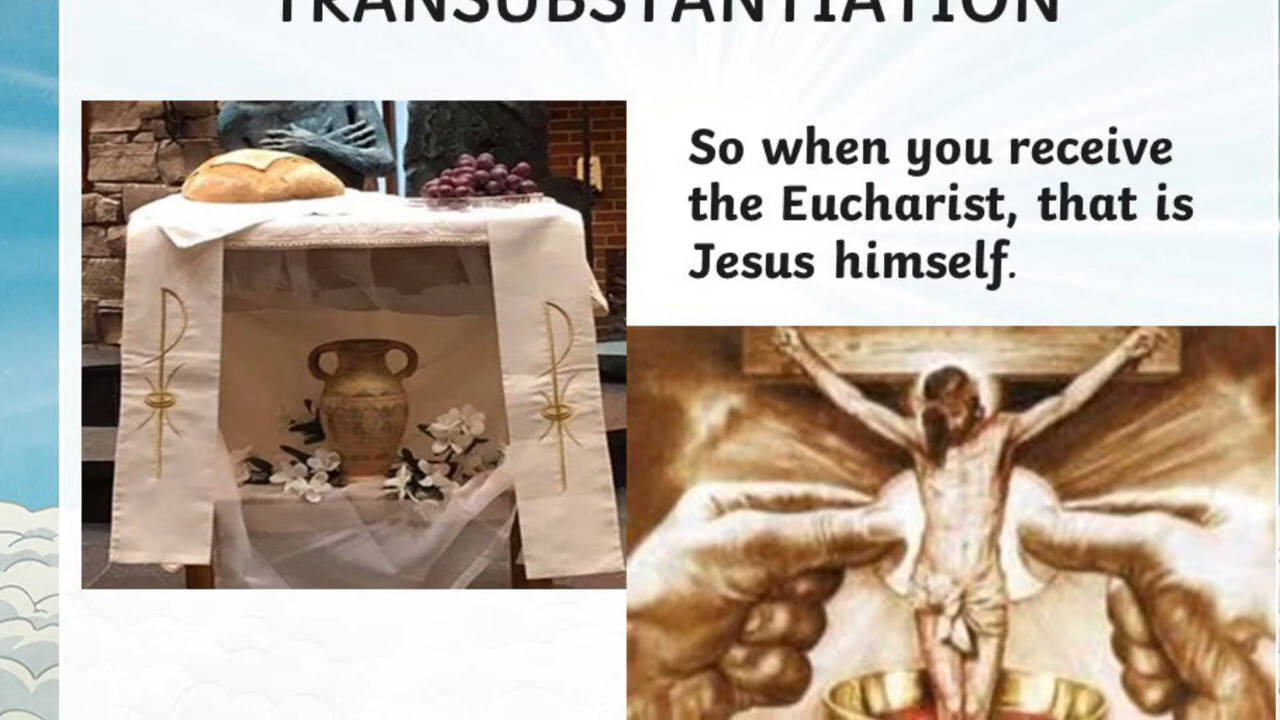 TRANSUBSTANTIATION
So when you receive
the Eucharist, that is
Jesus himself.